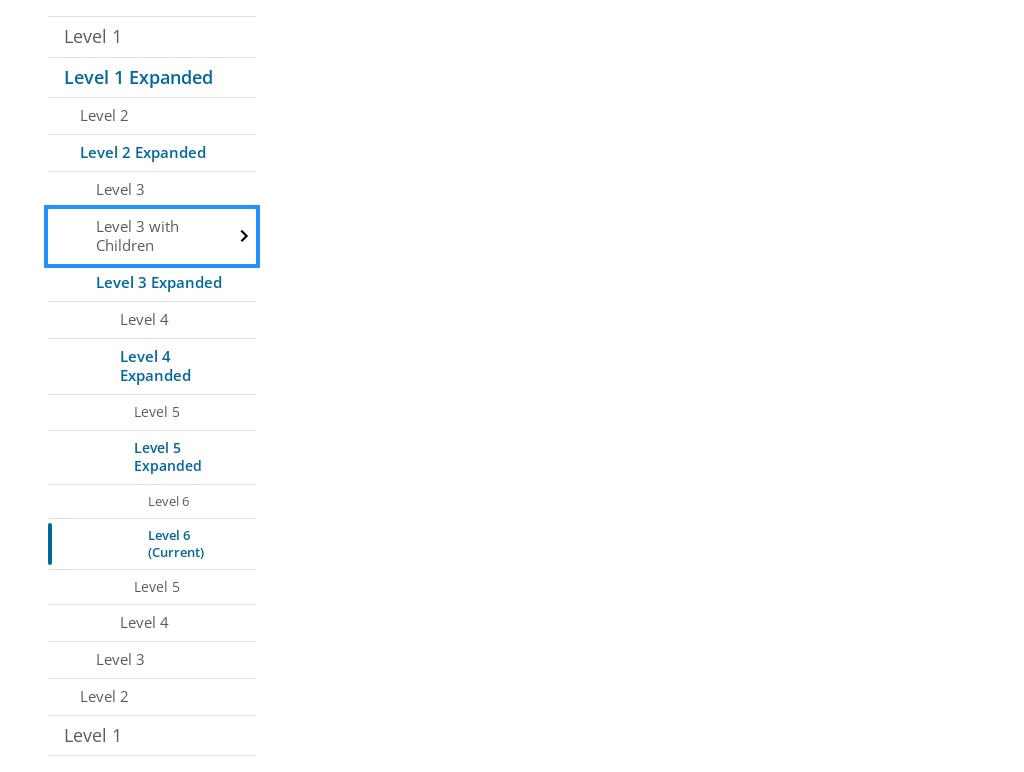 Level 1
Level 1 Expanded
Level 2
Level 2 Expanded
Level 3
Level 3 with
Children
Level 3 Expanded
Level 4
Level 4
Expanded
Level 5
Level 5
Expanded
Level 6
Level 6
(Current)
Level 5
Level 4
Level 3
Level 2
Level 1